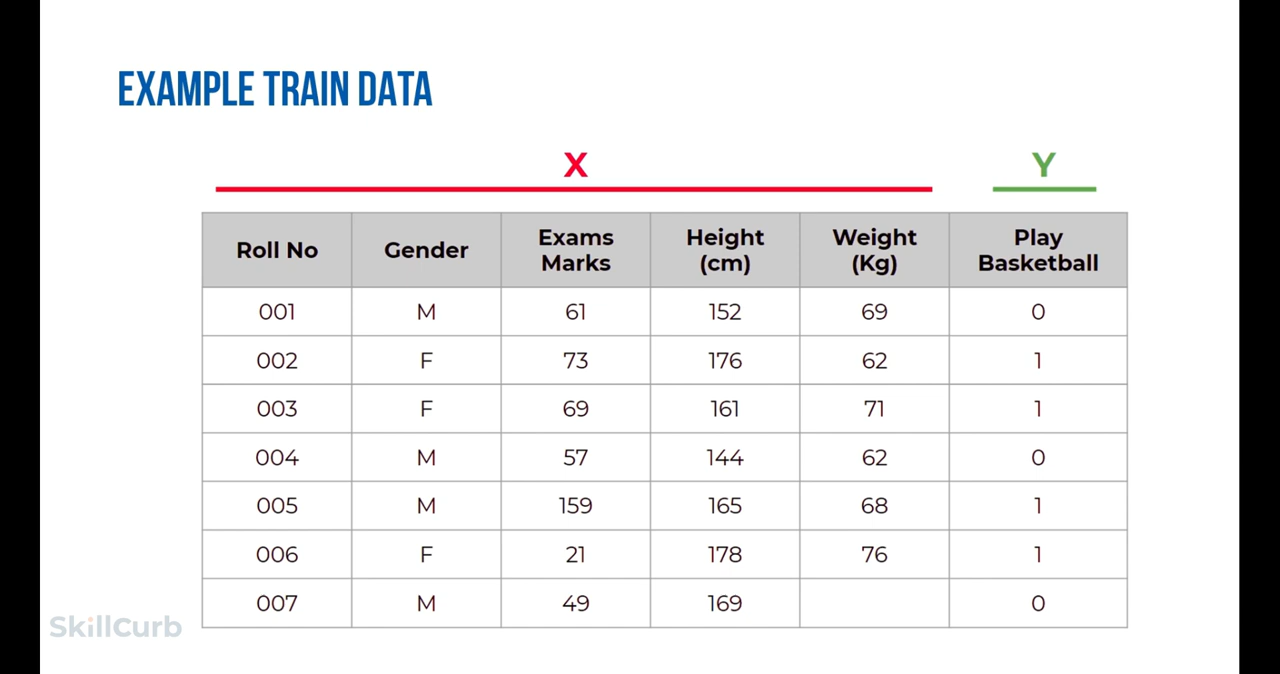 EXAMPLE TRAIN DATA
X Y
Roll No Gender Exams Marks Height (cm) Weight (Kg) Play Basketball
001 M 61 152 69 0
002 F 73 176 62 1
003 F 69 161 71 1
004 M 57 144 62 0
005 M 159 165 68 1
006 F 21 178 76 1
007 M 49 169 0
SkillCurb